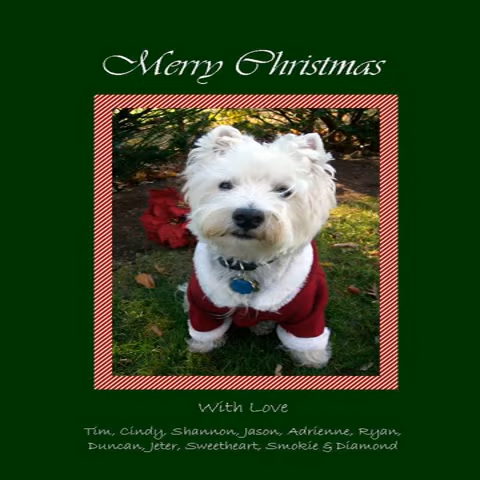 Merry Christmas
With Love
Tim, Cindy, Shannon, Jason, Adrienne, Ryan,
Duncan, Jeter, Sweetheart, Smokie & Diamond